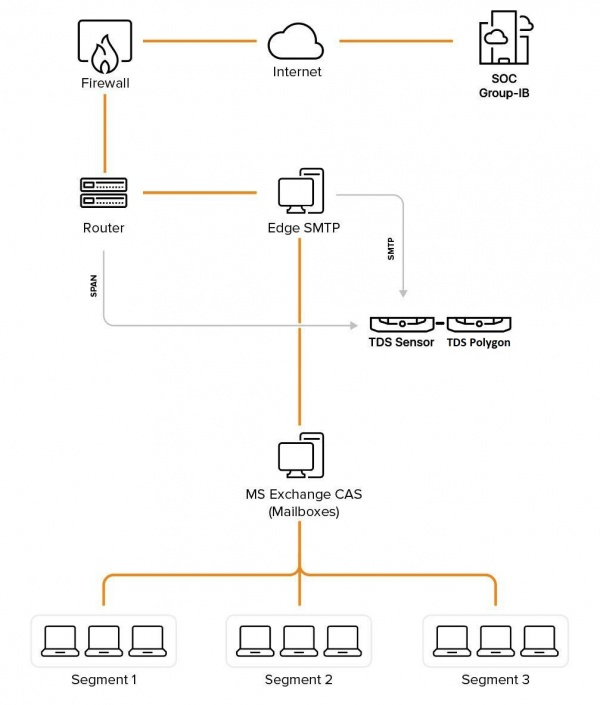 Firewall
Internet
SOC
Group-IB
Router
Edge SMTP
SMTP
SPAN
TDS Sensor
TDS Polygon
MS Exchange CAS
(Mailboxes)
Segment 1
Segment 2
Segment 3